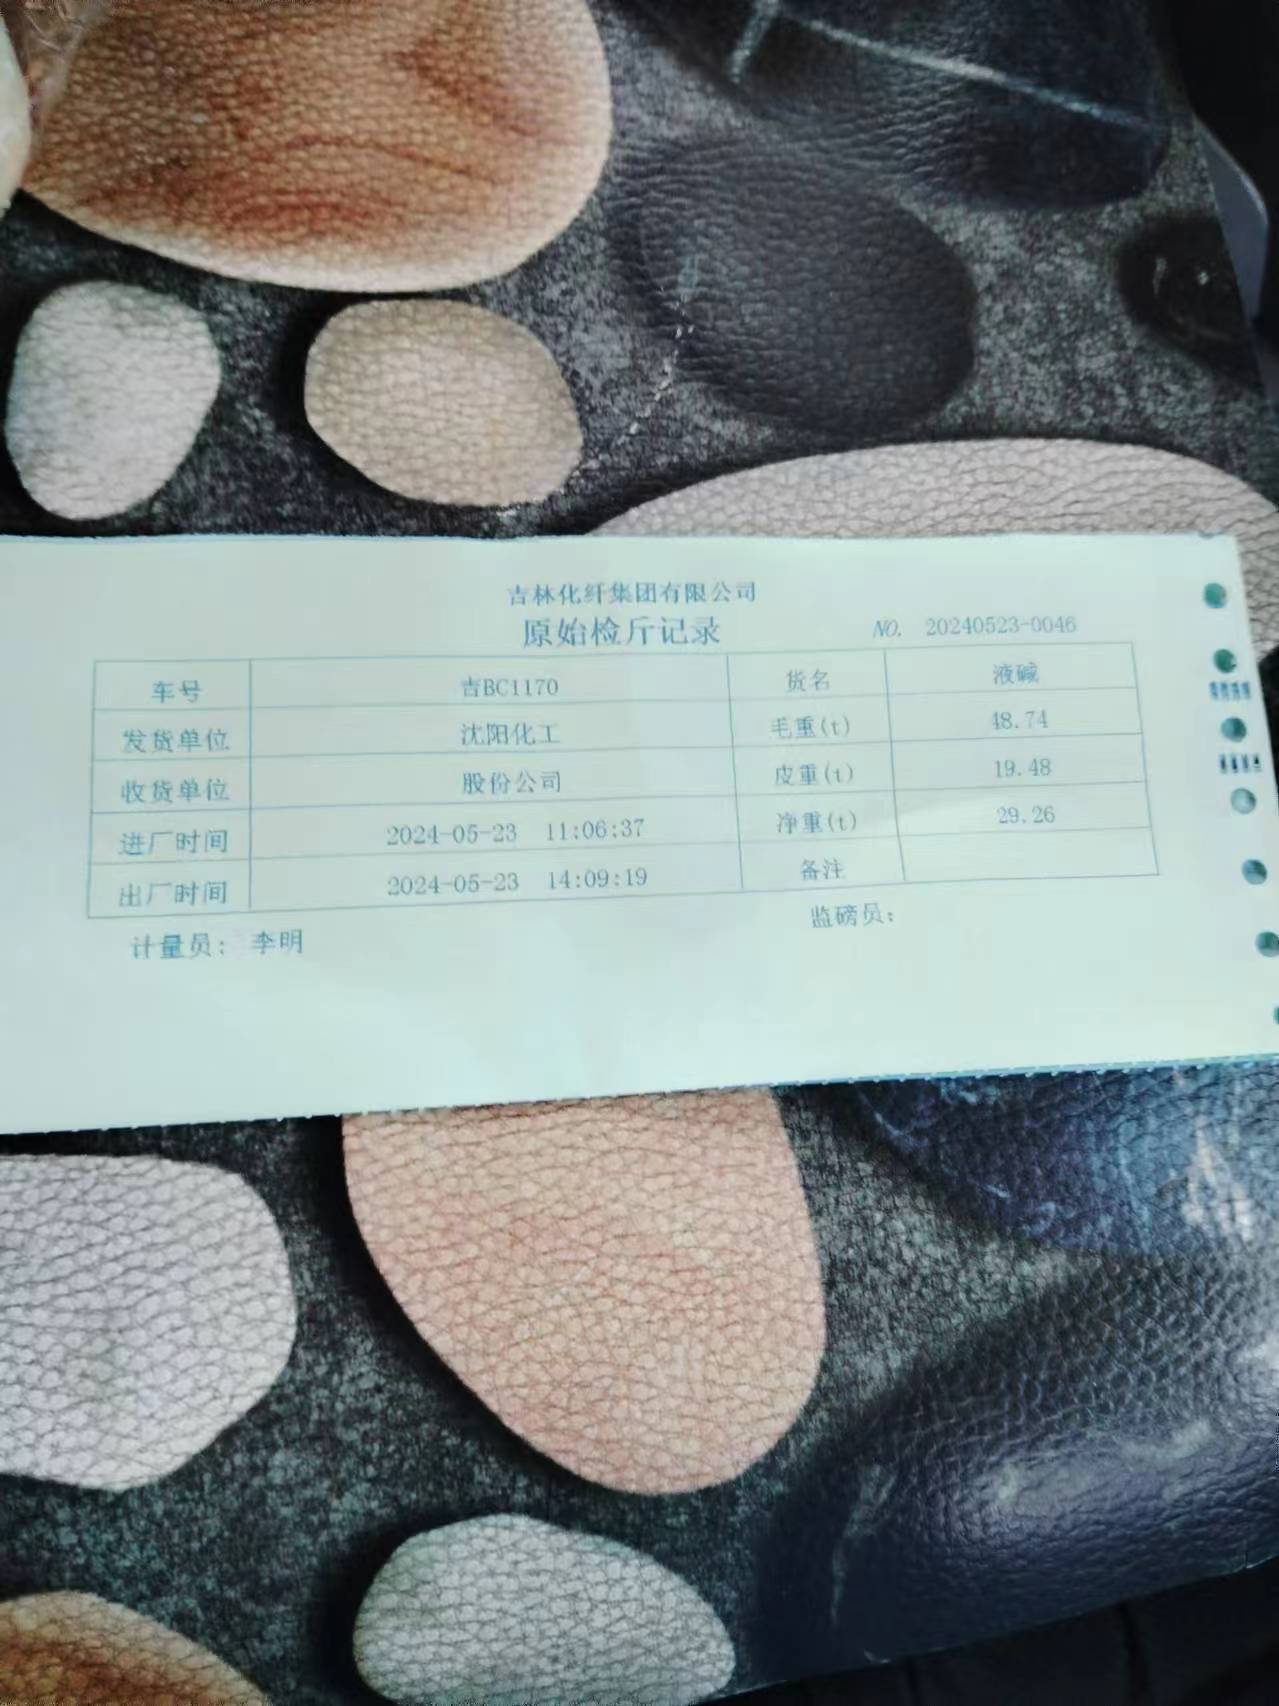 吉林化纤集团有限公司
原始检斤记录
NO. 20240523-0046
车号 吉BC1170 货名 液碱
发货单位 沈阳化工 毛重(t) 48.74
收货单位 股份公司 皮重(t) 19.48
进厂时间 2024-05-23 11:06:37 净重(t) 29.26
出厂时间 2024-05-23 14:09:19 备注
计量员: 李明 监磅员: